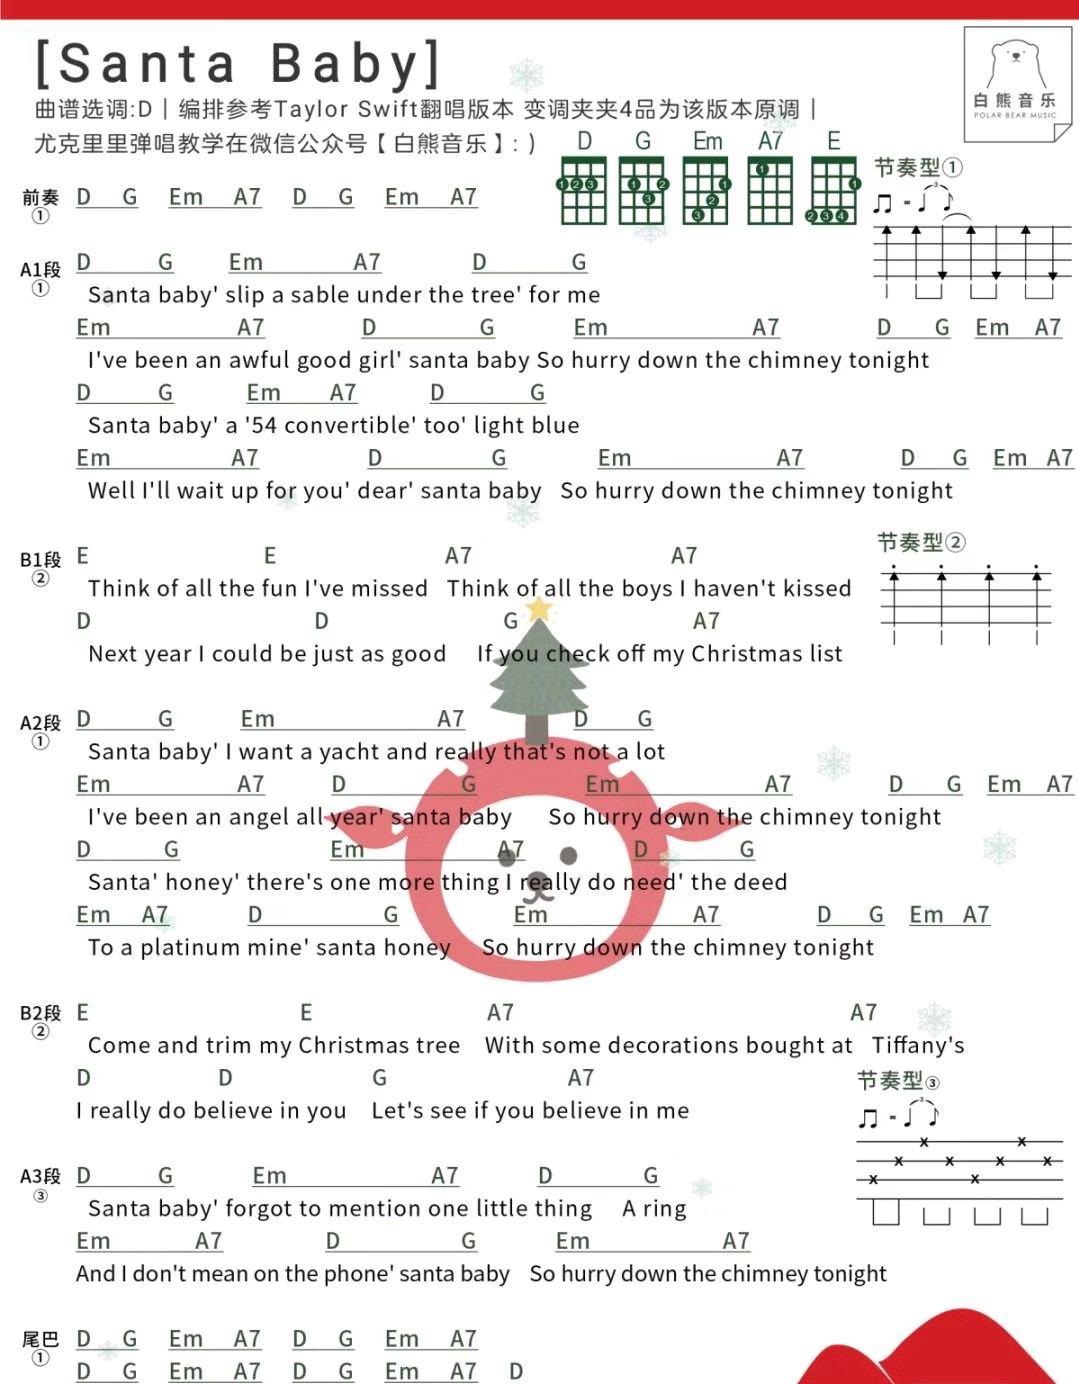 [Santa Baby]
曲谱选调:D｜编排参考Taylor Swift翻唱版本 变调夹夹4品为该版本原调｜
尤克里里弹唱教学在微信公众号【白熊音乐】:)
白熊音乐
POLAR BEAR MUSIC
D G Em A7 E
节奏型①
前奏 D G Em A7 D G Em A7
①
A1段 D G Em A7 D G
① Santa baby' slip a sable under the tree' for me
Em A7 D G Em A7 D G Em A7
I've been an awful good girl' santa baby So hurry down the chimney tonight
D G Em A7 D G
Santa baby' a '54 convertible' too' light blue
Em A7 D G Em A7 D G Em A7
Well I'll wait up for you' dear' santa baby So hurry down the chimney tonight
节奏型②
B1段 E E A7 A7
② Think of all the fun I've missed Think of all the boys I haven't kissed
D D G A7
Next year I could be just as good If you check off my Christmas list
A2段 D G Em A7 D G
① Santa baby' I want a yacht and really that's not a lot
Em A7 D G Em A7 D G Em A7
I've been an angel all year' santa baby So hurry down the chimney tonight
D G Em A7 D G
Santa' honey' there's one more thing I really do need' the deed
Em A7 D G Em A7 D G Em A7
To a platinum mine' santa honey So hurry down the chimney tonight
B2段 E E A7 A7
② Come and trim my Christmas tree With some decorations bought at Tiffany's
D D G A7
节奏型③
I really do believe in you Let's see if you believe in me
A3段 D G Em A7 D G
③ Santa baby' forgot to mention one little thing A ring
Em A7 D G Em A7
And I don't mean on the phone' santa baby So hurry down the chimney tonight
尾巴 D G Em A7 D G Em A7
① D G Em A7 D G Em A7 D